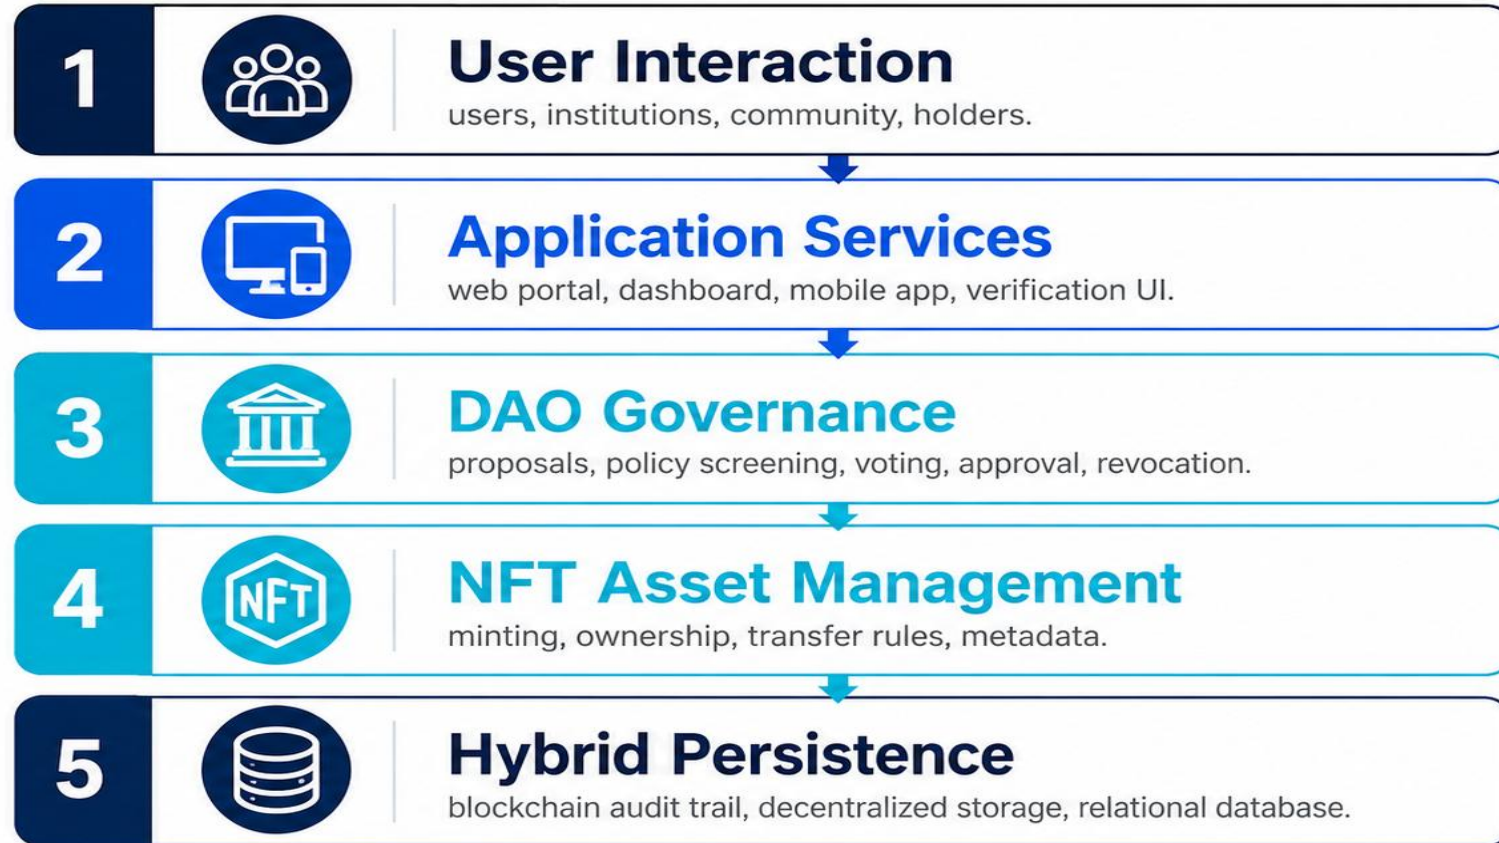 1
User Interaction
users, institutions, community, holders.
2
Application Services
web portal, dashboard, mobile app, verification UI.
3
DAO Governance
proposals, policy screening, voting, approval, revocation.
4
NFT
NFT Asset Management
minting, ownership, transfer rules, metadata.
5
Hybrid Persistence
blockchain audit trail, decentralized storage, relational database.